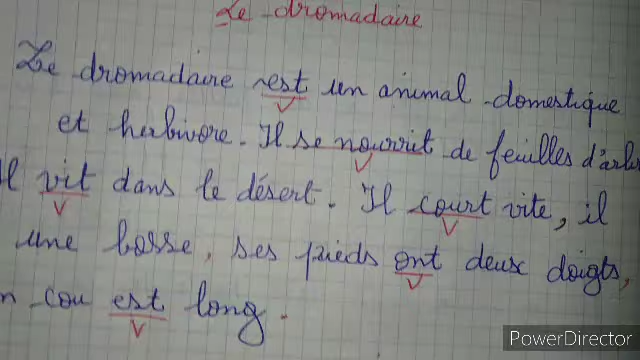 Le dromadaire
Le dromadaire est un animal domestique
et herbivore. Il se nourrit de feuilles d'arbr
Il vit dans le désert. Il court vite, il
une bosse, ses pieds ont deux doigts,
n cou est long.
V
V
V
V
V
V
PowerDirector